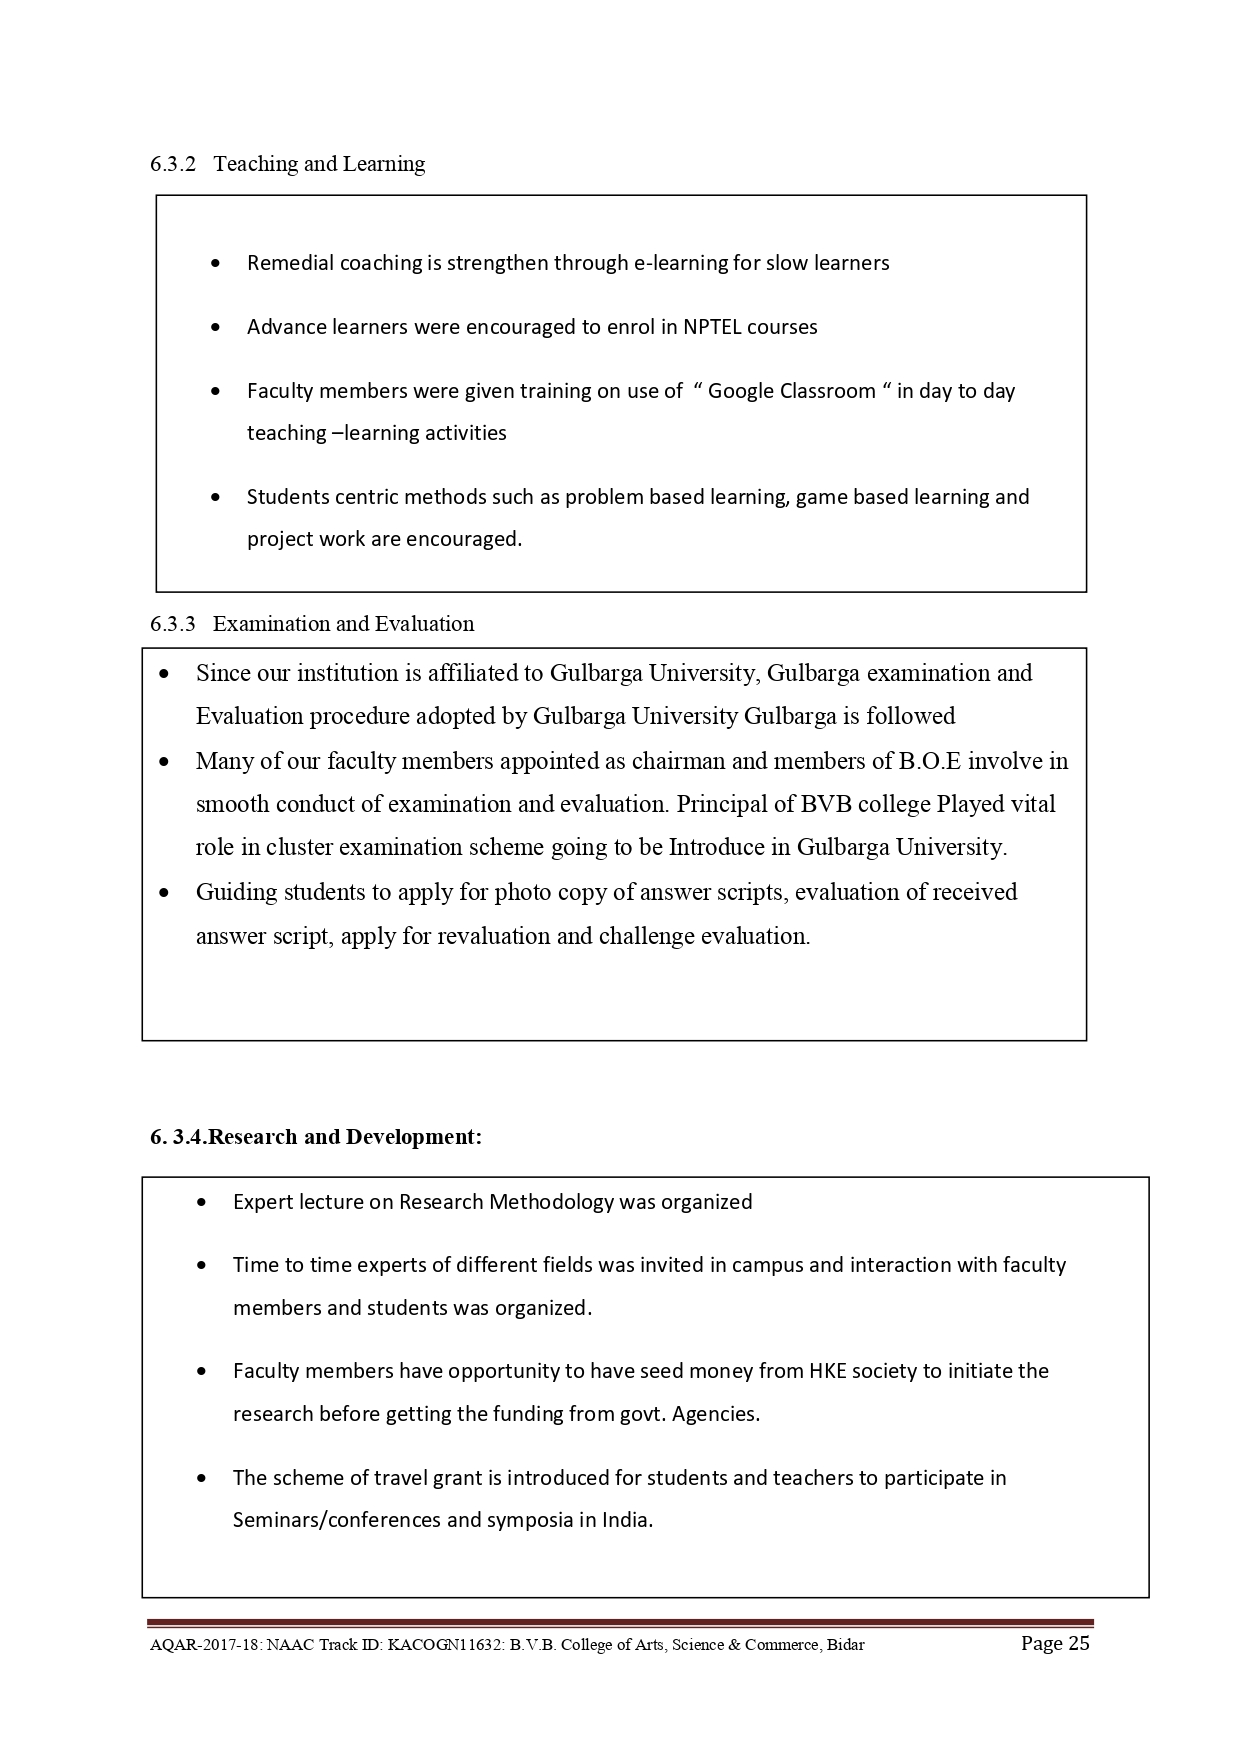 6.3.2 Teaching and Learning
• Remedial coaching is strengthen through e-learning for slow learners
• Advance learners were encouraged to enrol in NPTEL courses
• Faculty members were given training on use of “ Google Classroom “ in day to day
teaching –learning activities
• Students centric methods such as problem based learning, game based learning and
project work are encouraged.
6.3.3 Examination and Evaluation
• Since our institution is affiliated to Gulbarga University, Gulbarga examination and
Evaluation procedure adopted by Gulbarga University Gulbarga is followed
• Many of our faculty members appointed as chairman and members of B.O.E involve in
smooth conduct of examination and evaluation. Principal of BVB college Played vital
role in cluster examination scheme going to be Introduce in Gulbarga University.
• Guiding students to apply for photo copy of answer scripts, evaluation of received
answer script, apply for revaluation and challenge evaluation.
6. 3.4.Research and Development:
• Expert lecture on Research Methodology was organized
• Time to time experts of different fields was invited in campus and interaction with faculty
members and students was organized.
• Faculty members have opportunity to have seed money from HKE society to initiate the
research before getting the funding from govt. Agencies.
• The scheme of travel grant is introduced for students and teachers to participate in
Seminars/conferences and symposia in India.
AQAR-2017-18: NAAC Track ID: KACOGN11632: B.V.B. College of Arts, Science & Commerce, Bidar Page 25